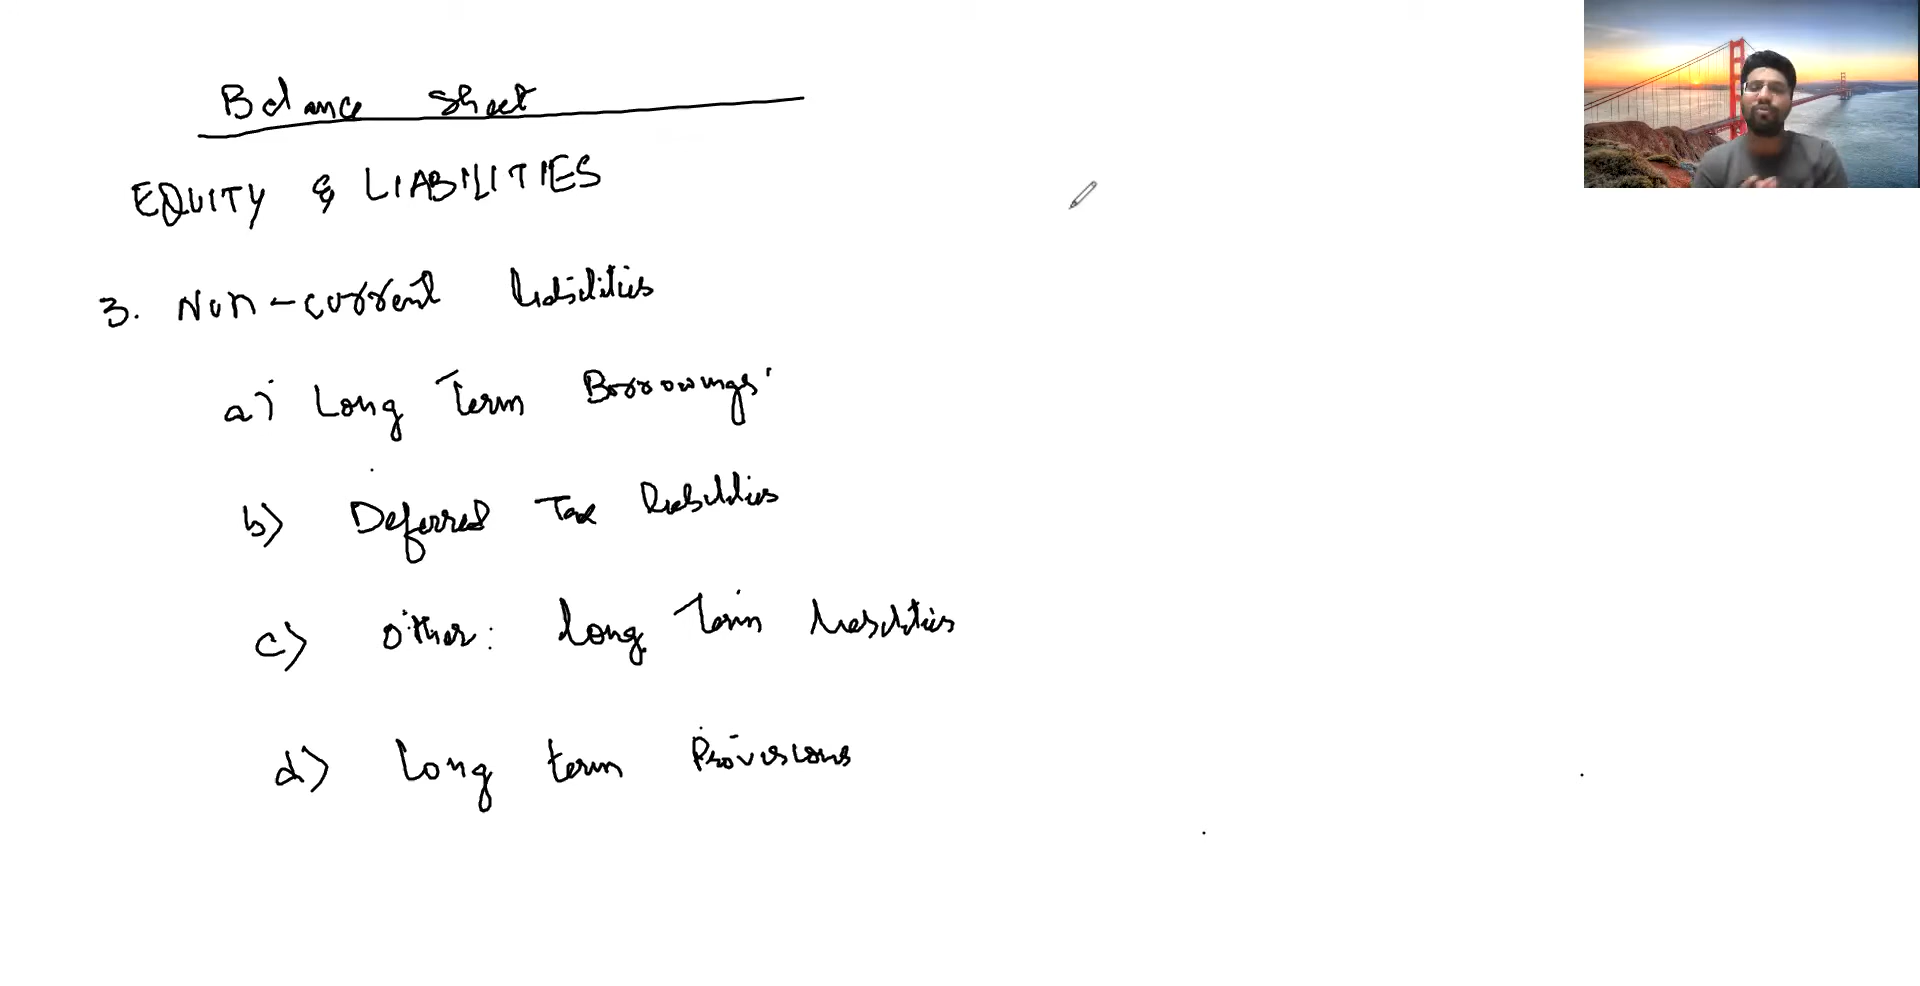 Balance Sheet
EQUITY & LIABILITIES
3. Non-current liabilities
a) Long Term Borrowings
b) Deferred Tax Liabilities
c) other: long Term liabilities
d) Long term Provisions